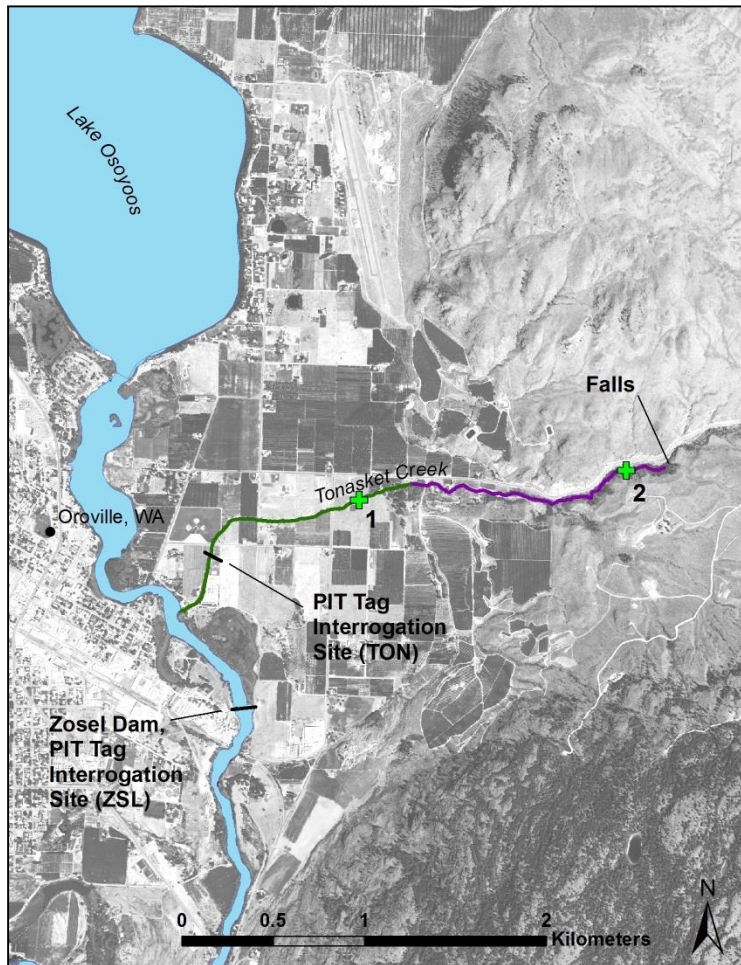 Lake Osoyoos
Falls
Tonasket Creek
2
1
Oroville, WA
PIT Tag
Interrogation
Site (TON)
Zosel Dam,
PIT Tag
Interrogation
Site (ZSL)
N
0 0.5 1 2
Kilometers